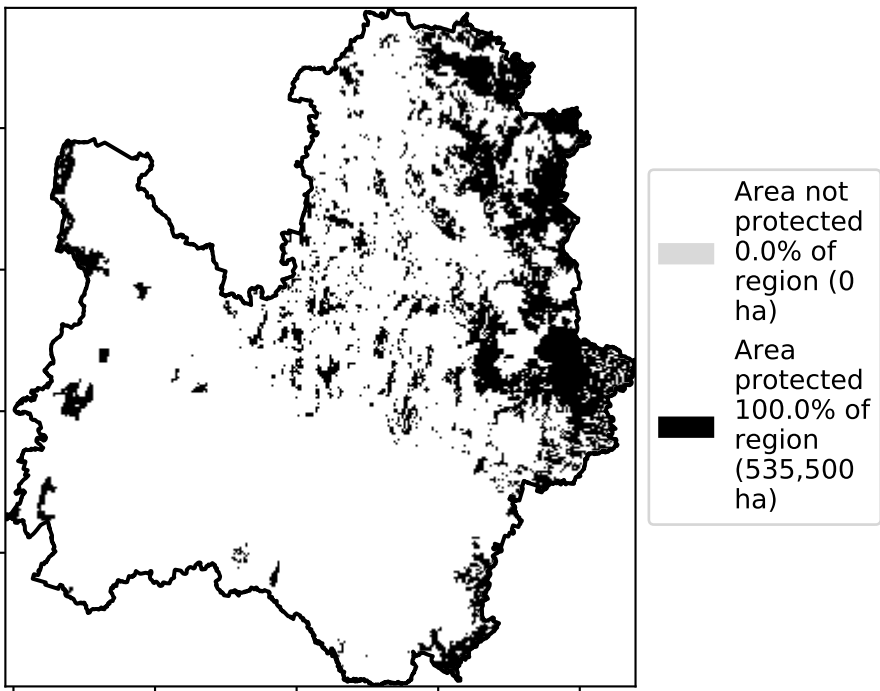 Area not
protected
0.0% of
region (0
ha)
Area
protected
100.0% of
region
(535,500
ha)